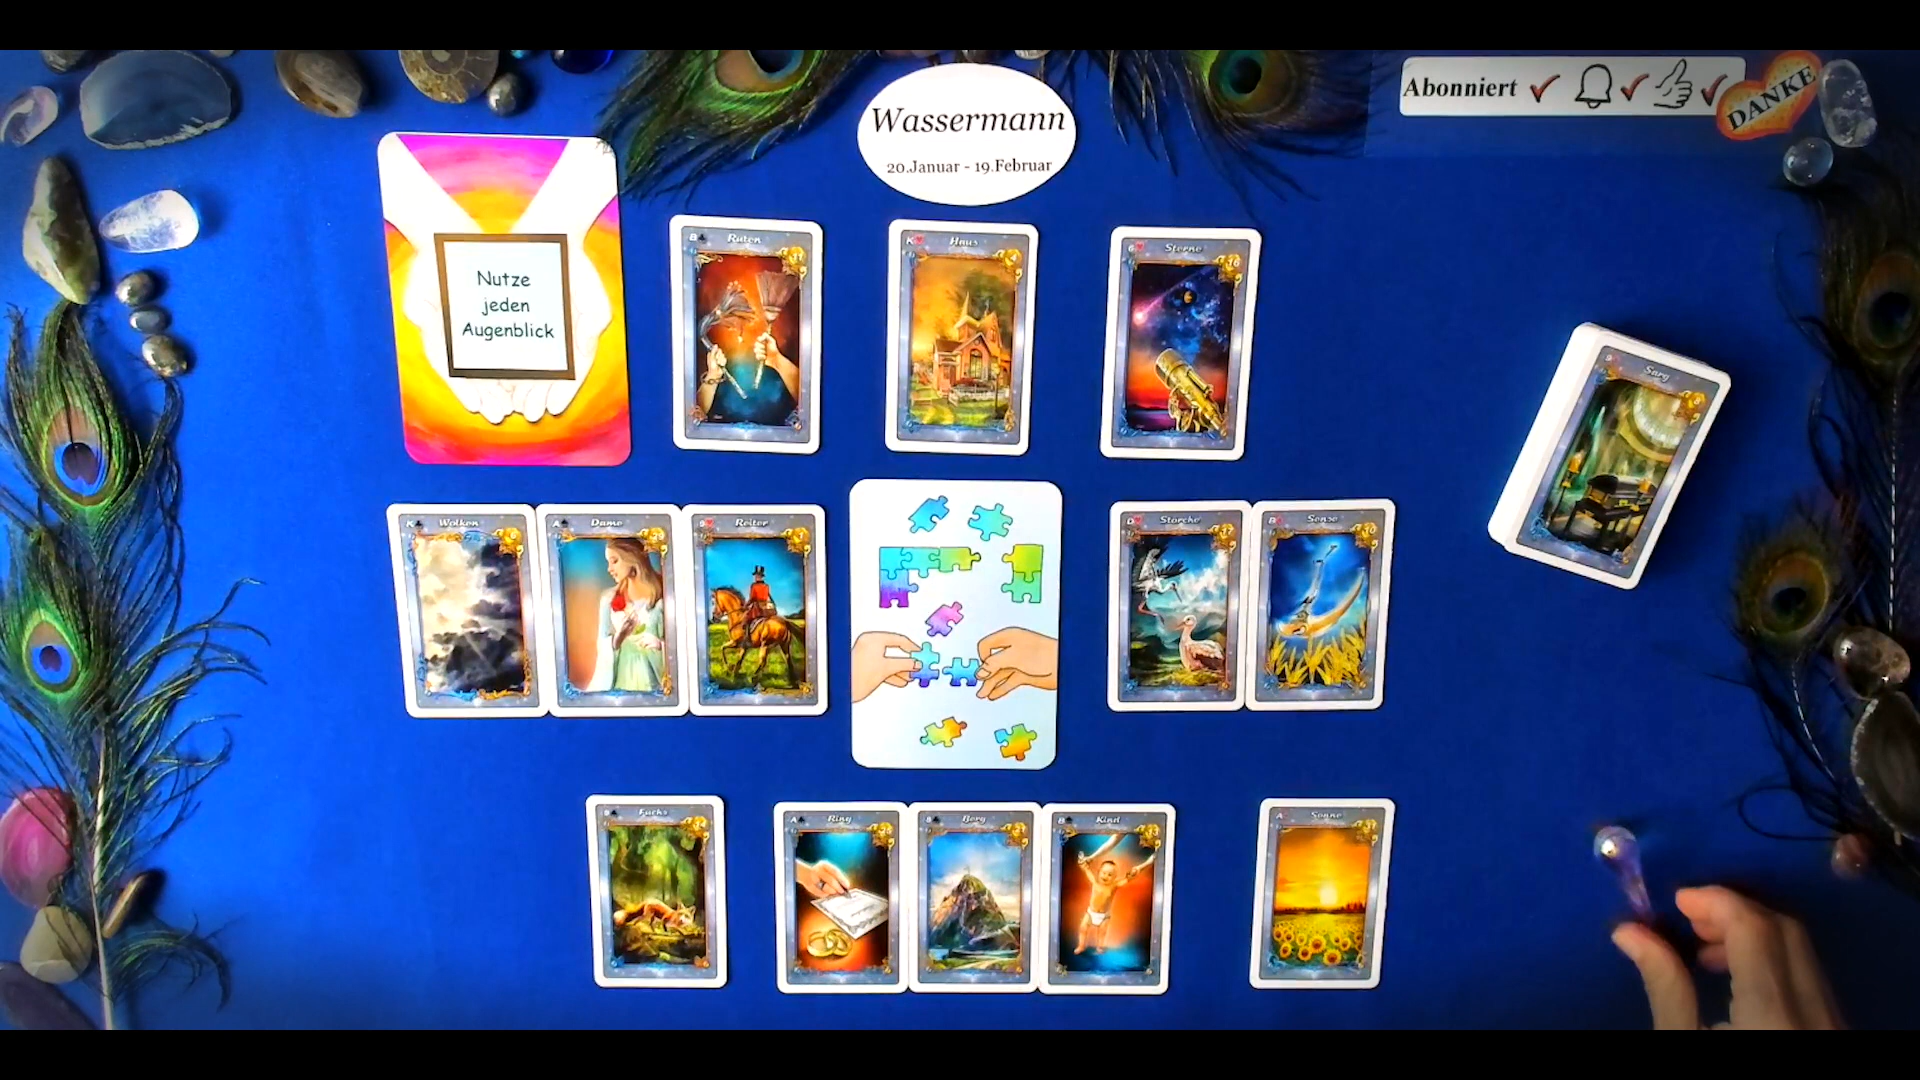 Abonniert
DANKE
Wassermann
20.Januar - 19.Februar
Nutze
jeden
Augenblick
Ruten
Haus
Sterne
Sarg
Wolken
Dame
Reiter
Störche
Sense
Fuchs
Ring
Berg
Kind
Sonne